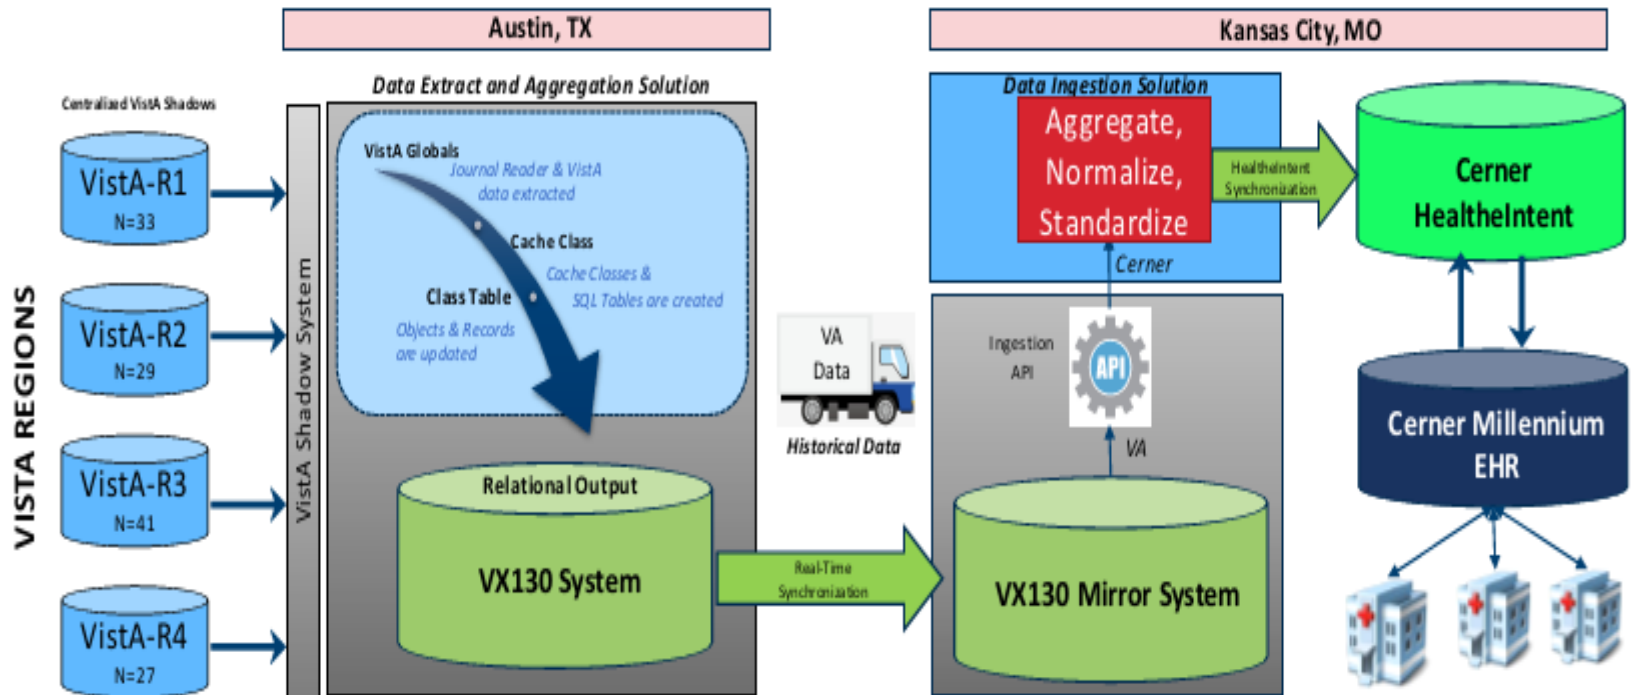 Austin, TX
Kansas City, MO
VISTA REGIONS
Centralized VistA Shadows
VistA-R1
N=33
VistA-R2
N=29
VistA-R3
N=41
VistA-R4
N=27
VistA Shadow System
Data Extract and Aggregation Solution
VistA Globals
Journal Reader & VistA
data extracted
Cache Class
Cache Classes &
SQL Tables are created
Class Table
Objects & Records
are updated
Relational Output
VX130 System
VA
Data
Historical Data
Real-Time
Synchronization
Data Ingestion Solution
Aggregate,
Normalize,
Standardize
Cerner
Ingestion
API
API
VA
VX130 Mirror System
HealtheIntent
Synchronization
Cerner
HealtheIntent
Cerner Millennium
EHR